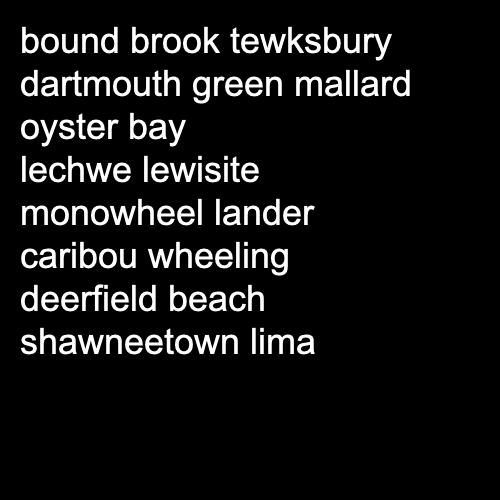 bound brook tewksbury
dartmouth green mallard
oyster bay
lechwe lewisite
monowheel lander
caribou wheeling
deerfield beach
shawneetown lima